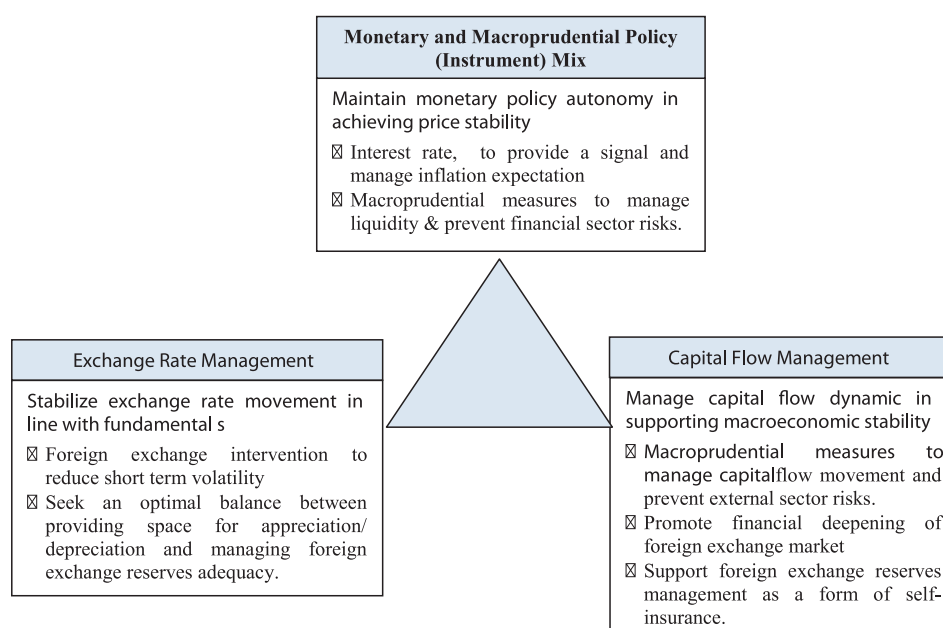 Monetary and Macroprudential Policy
(Instrument) Mix
Maintain monetary policy autonomy in
achieving price stability
☒ Interest rate, to provide a signal and
manage inflation expectation
☒ Macroprudential measures to manage
liquidity & prevent financial sector risks.
Exchange Rate Management
Stabilize exchange rate movement in
line with fundamental s
☒ Foreign exchange intervention to
reduce short term volatility
☒ Seek an optimal balance between
providing space for appreciation/
depreciation and managing foreign
exchange reserves adequacy.
Capital Flow Management
Manage capital flow dynamic in
supporting macroeconomic stability
☒ Macroprudential measures to
manage capitalflow movement and
prevent external sector risks.
☒ Promote financial deepening of
foreign exchange market
☒ Support foreign exchange reserves
management as a form of self-
insurance.